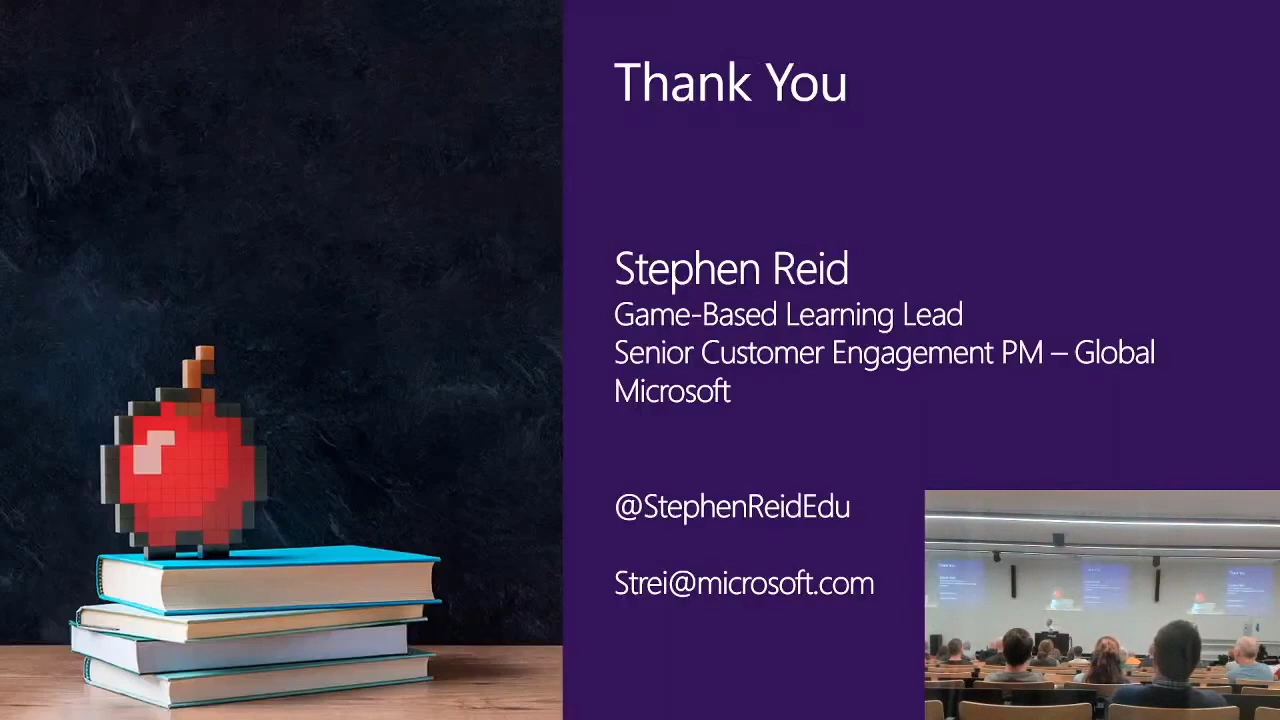 Thank You
Stephen Reid
Game-Based Learning Lead
Senior Customer Engagement PM – Global
Microsoft
@StephenReidEdu
Strei@microsoft.com